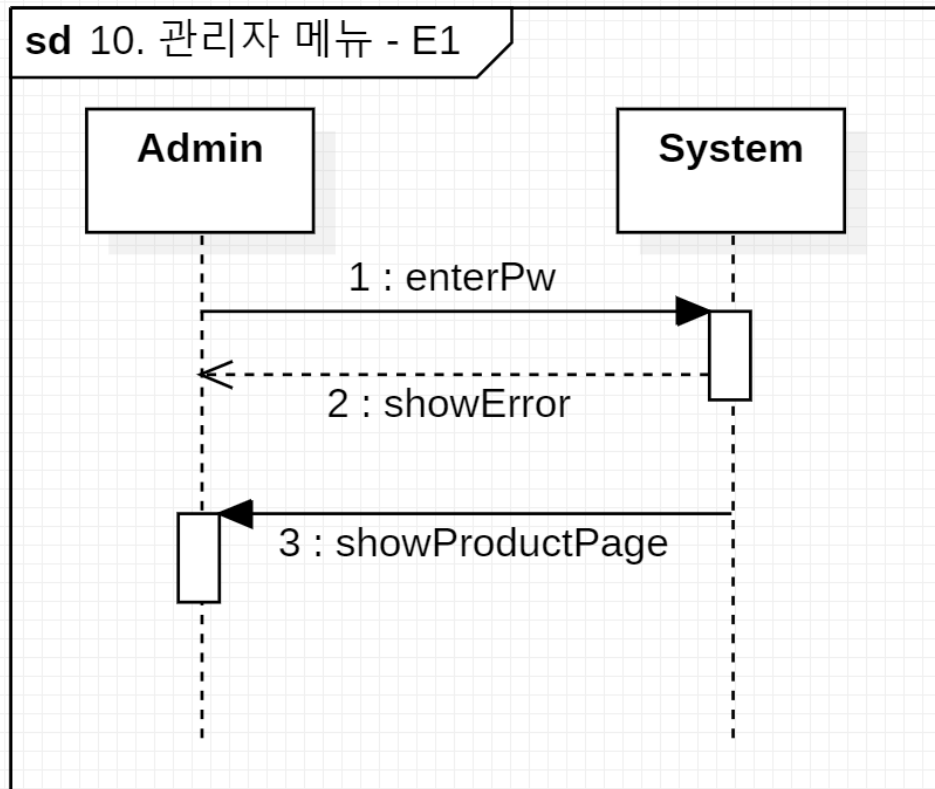 sd 10. 관리자 메뉴 - E1
Admin
System
1 : enterPw
2 : showError
3 : showProductPage